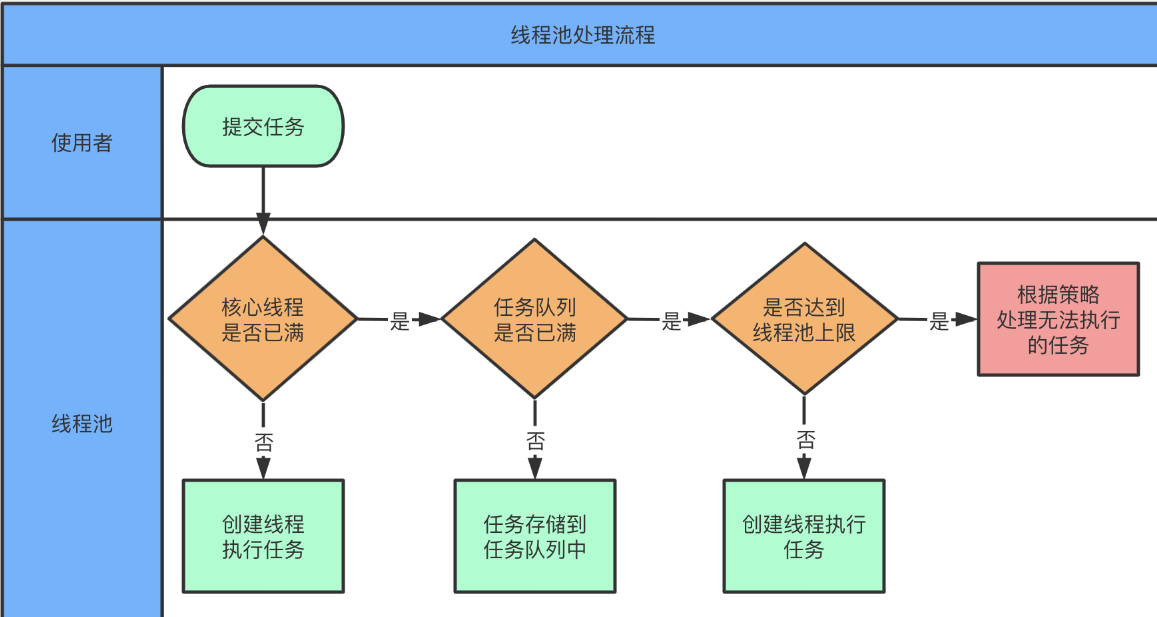 线程池处理流程
使用者
提交任务
线程池
核心线程
是否已满
是
任务队列
是否已满
是
是否达到
线程池上限
是
根据策略
处理无法执行
的任务
否
否
否
创建线程
执行任务
任务存储到
任务队列中
创建线程执行
任务